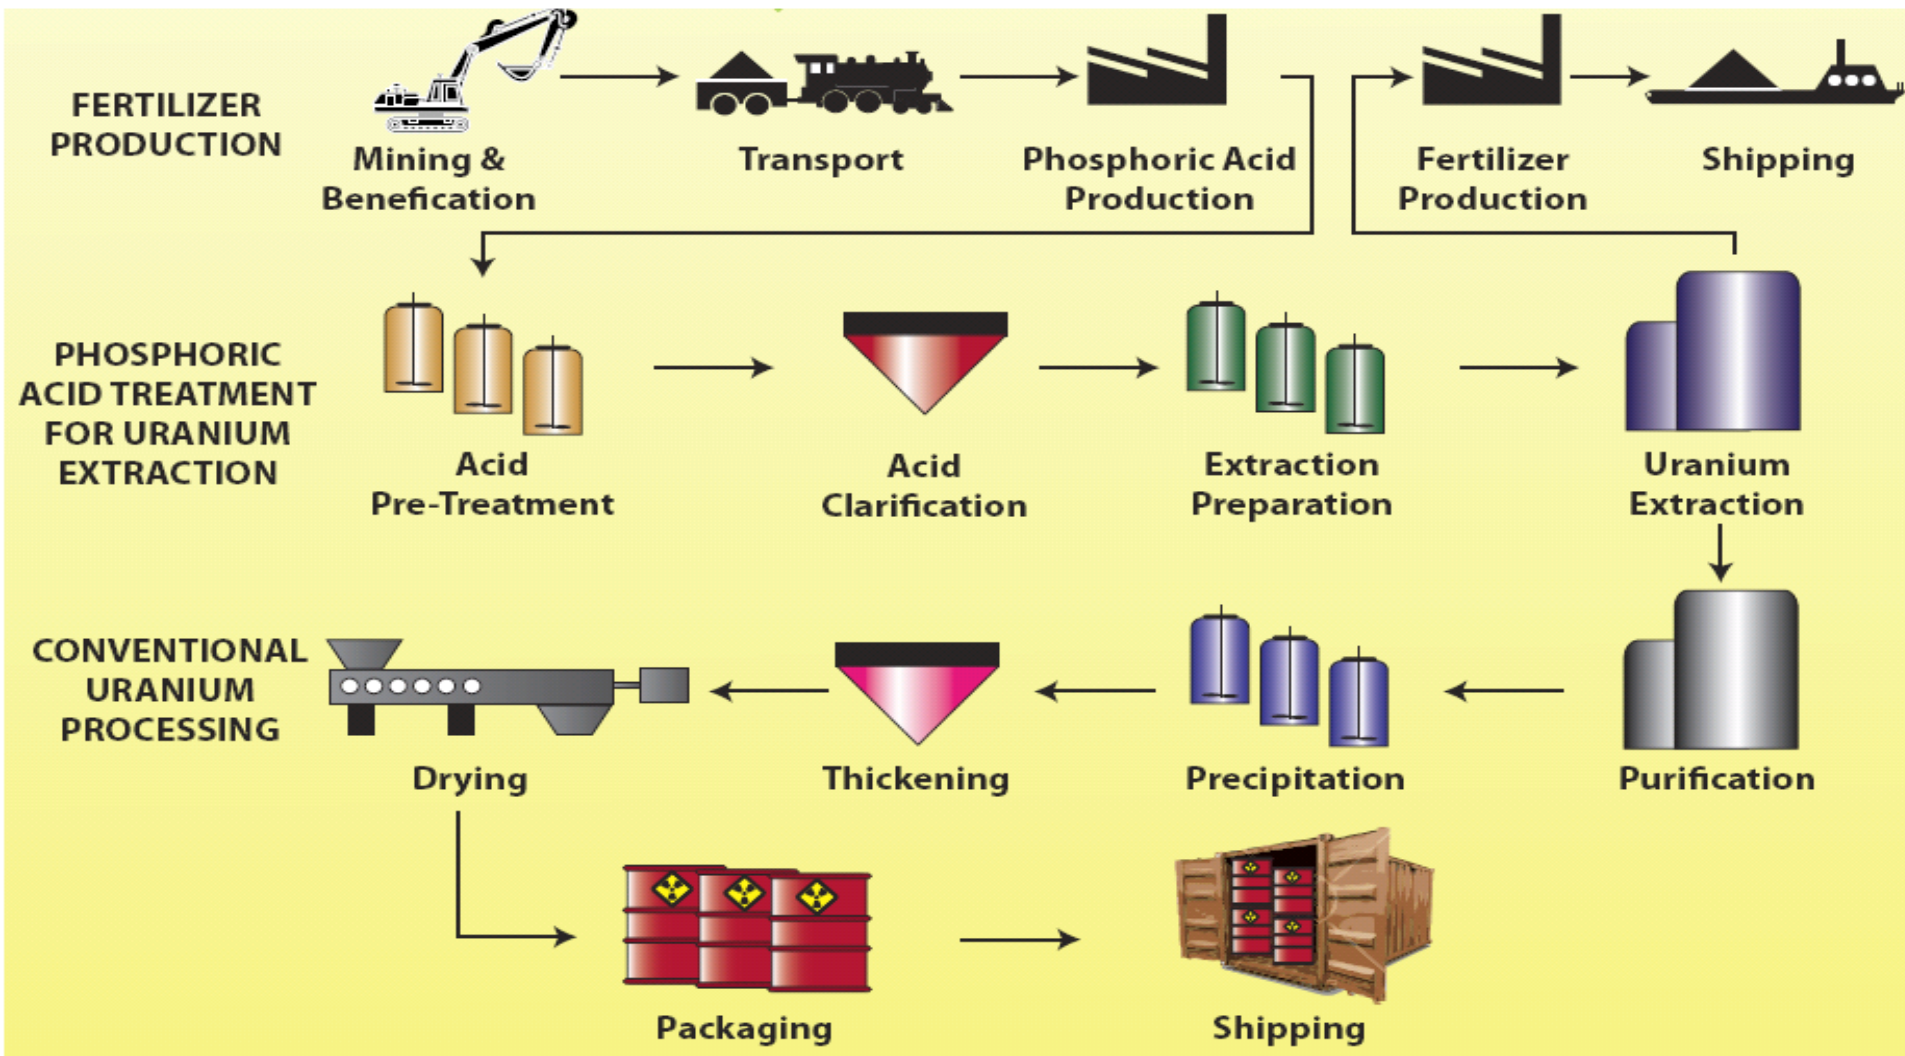 FERTILIZER
PRODUCTION
Mining &
Benefication
Transport
Phosphoric Acid
Production
Fertilizer
Production
Shipping
PHOSPHORIC
ACID TREATMENT
FOR URANIUM
EXTRACTION
Acid
Pre-Treatment
Acid
Clarification
Extraction
Preparation
Uranium
Extraction
CONVENTIONAL
URANIUM
PROCESSING
Drying
Thickening
Precipitation
Purification
Packaging
Shipping